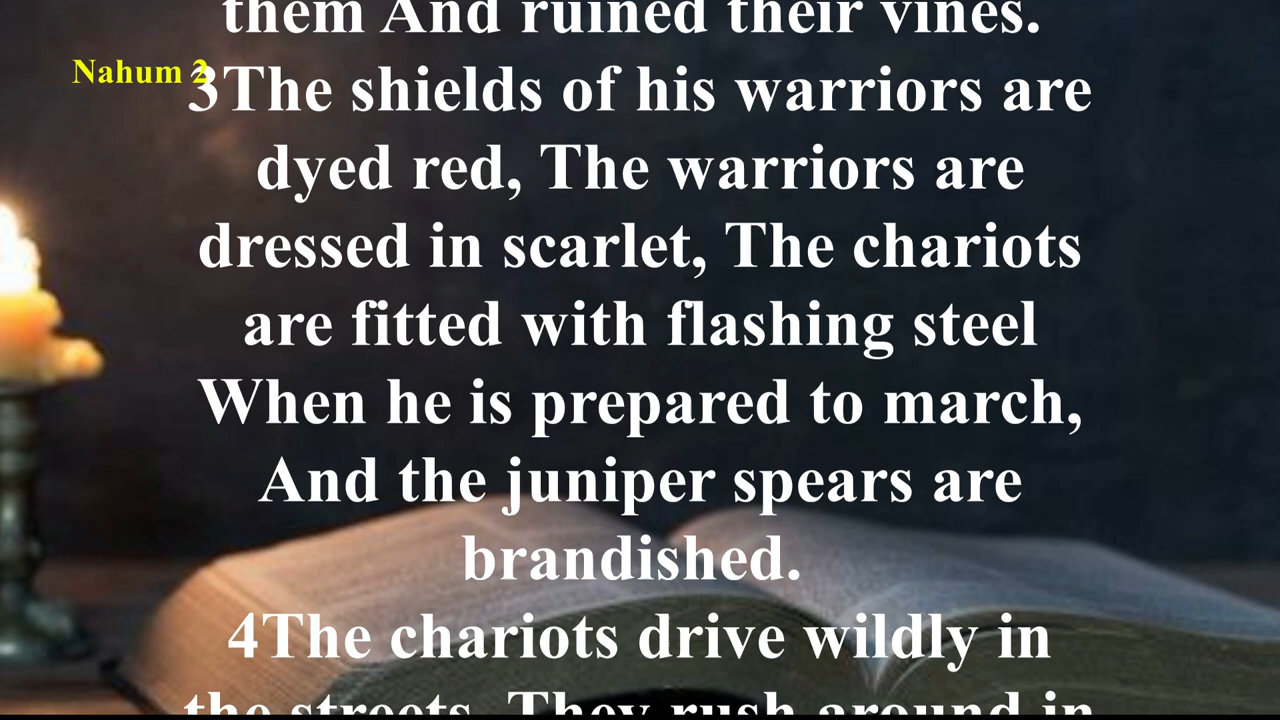 them And ruined their vines.
Nahum 2
3The shields of his warriors are
dyed red, The warriors are
dressed in scarlet, The chariots
are fitted with flashing steel
When he is prepared to march,
And the juniper spears are
brandished.
4The chariots drive wildly in
the streets, They rush around in